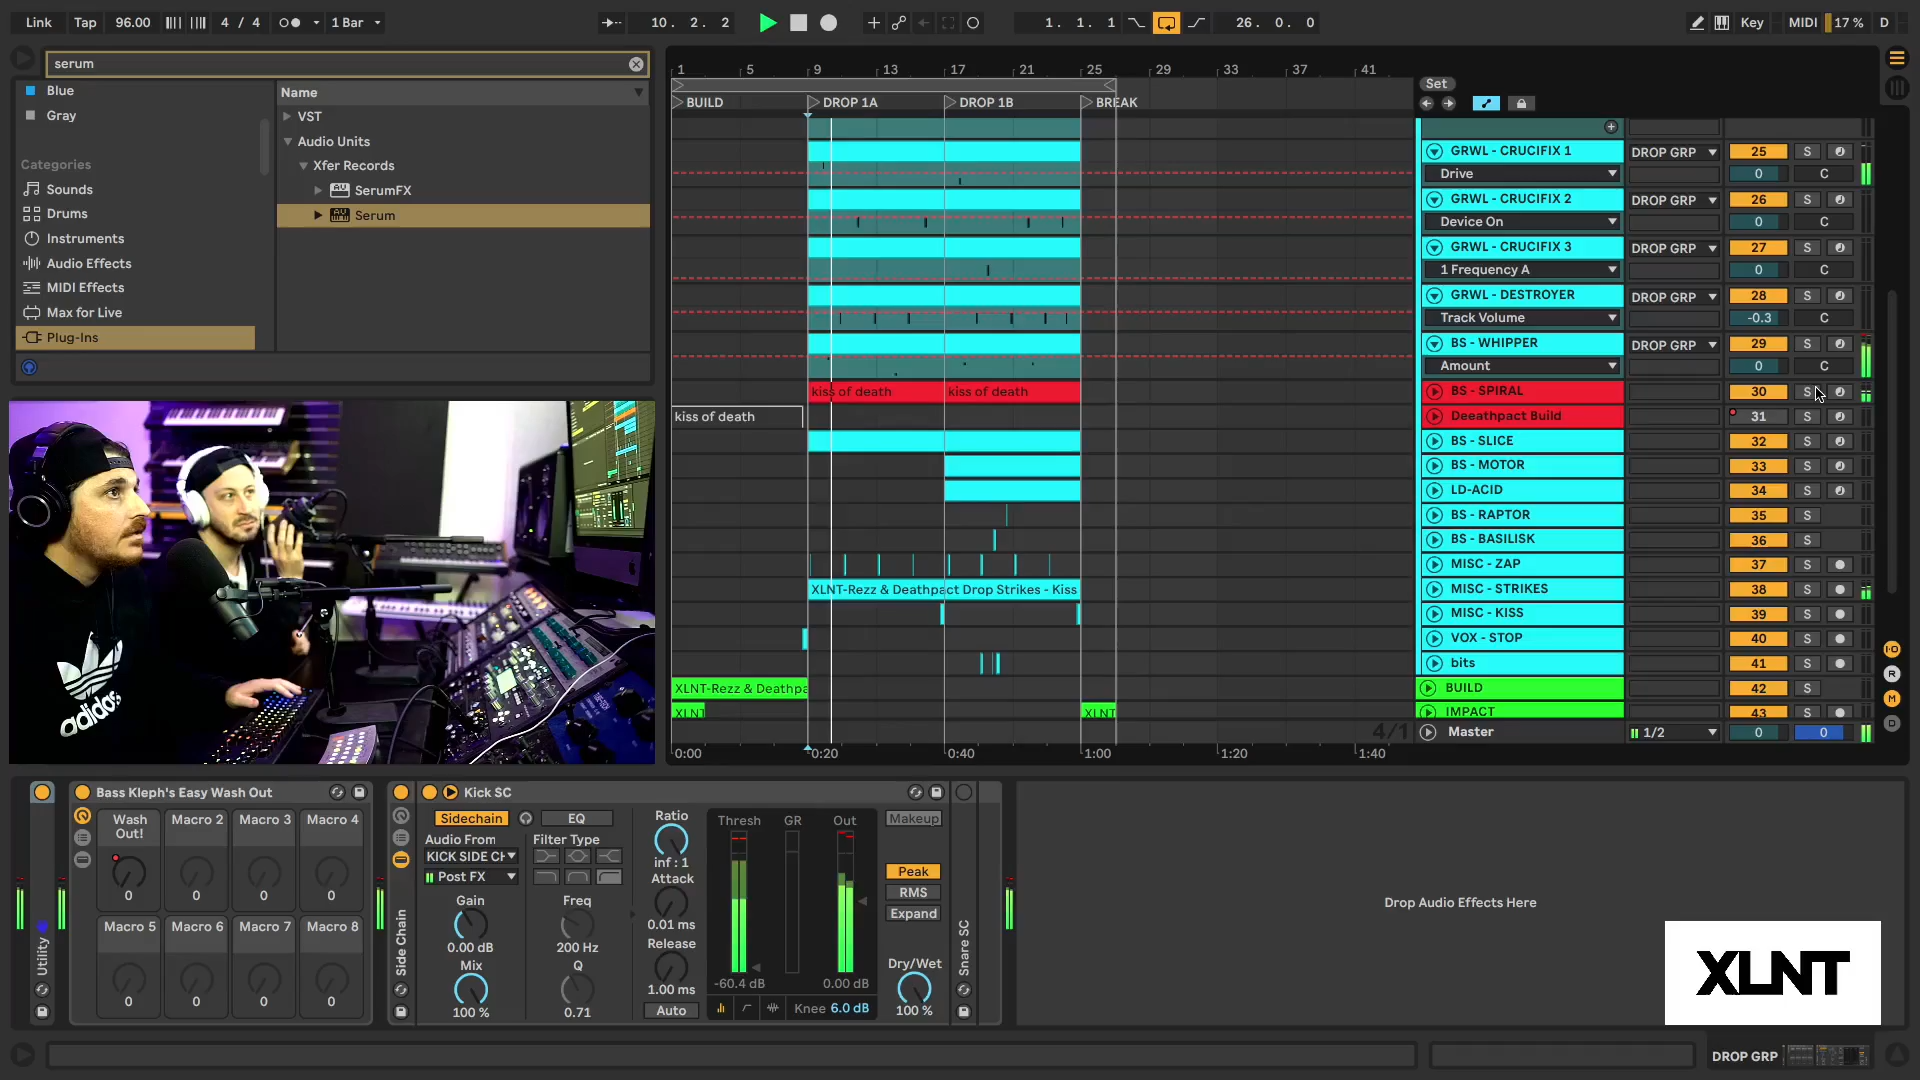 Link Tap 96.00 4 / 4 1 Bar
10. 2. 2
1. 1. 1
26. 0. 0
Key MIDI 17 % D
serum
Blue
Gray
Categories
Sounds
Drums
Instruments
Audio Effects
MIDI Effects
Max for Live
Plug-Ins
Name
VST
Audio Units
Xfer Records
SerumFX
Serum
1 5 9 13 17 21 25 29 33 37 41
BUILD DROP 1A DROP 1B BREAK
kiss of death kiss of death
kiss of death
XLNT-Rezz & Deathpact Drop Strikes - Kiss
XLNT-Rezz & Deathpa
XLNT XLNT
4/1
0:00 0:20 0:40 1:00 1:20 1:40
Set
GRWL - CRUCIFIX 1 DROP GRP 25 S
Drive 0 C
GRWL - CRUCIFIX 2 DROP GRP 26 S
Device On 0 C
GRWL - CRUCIFIX 3 DROP GRP 27 S
1 Frequency A 0 C
GRWL - DESTROYER DROP GRP 28 S
Track Volume -0.3 C
BS - WHIPPER DROP GRP 29 S
Amount 0 C
BS - SPIRAL 30 S
Deeathpact Build 31 S
BS - SLICE 32 S
BS - MOTOR 33 S
LD-ACID 34 S
BS - RAPTOR 35 S
BS - BASILISK 36 S
MISC - ZAP 37 S
MISC - STRIKES 38 S
MISC - KISS 39 S
VOX - STOP 40 S
bits 41 S
BUILD 42 S
IMPACT 43 S
Master 1/2 0 0
I·O
R
M
D
adidas
Utility
Bass Kleph's Easy Wash Out
Wash Out! Macro 2 Macro 3 Macro 4
0 0 0 0
Macro 5 Macro 6 Macro 7 Macro 8
0 0 0 0
Side Chain
Kick SC
Sidechain EQ
Audio From Filter Type
KICK SIDE CH
Post FX
Gain Freq
0.00 dB 200 Hz
Mix Q
100 % 0.71
Ratio
inf : 1
Attack
0.01 ms
Release
1.00 ms
Auto
Thresh GR Out
-60.4 dB 0.00 dB
Knee 6.0 dB
Makeup
Peak
RMS
Expand
Dry/Wet
100 %
Snare SC
Drop Audio Effects Here
XLNT
DROP GRP